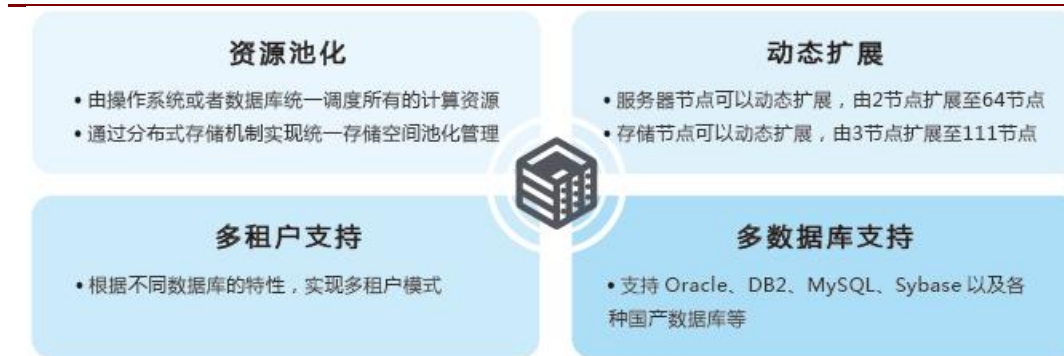 资源池化
• 由操作系统或者数据库统一调度所有的计算资源
• 通过分布式存储机制实现统一存储空间池化管理
动态扩展
• 服务器节点可以动态扩展，由2节点扩展至64节点
• 存储节点可以动态扩展，由3节点扩展至111节点
多租户支持
• 根据不同数据库的特性，实现多租户模式
多数据库支持
• 支持 Oracle、DB2、MySQL、Sybase 以及各
种国产数据库等